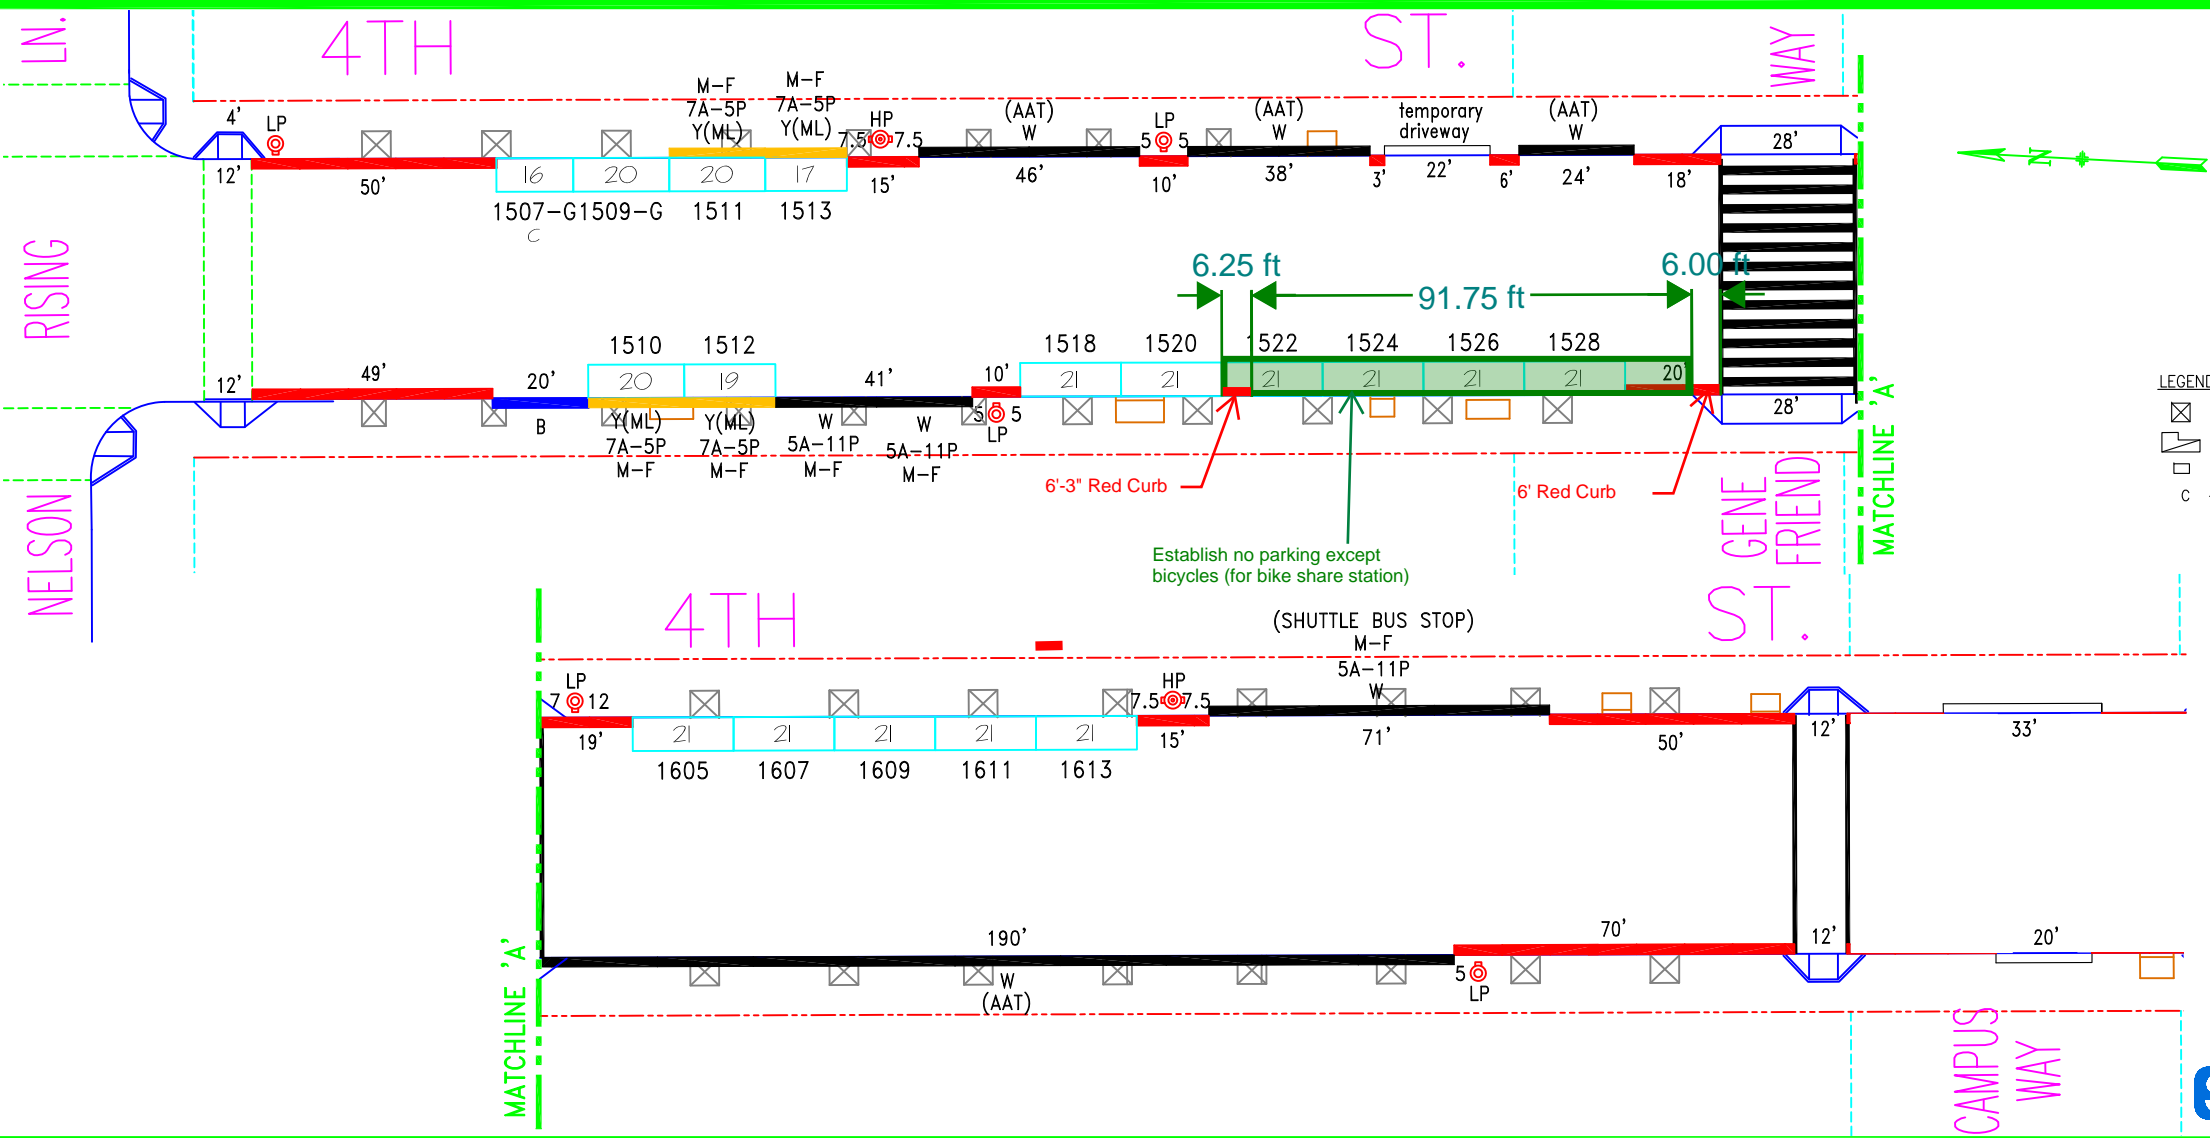 LN.
4TH
ST.
WAY
M-F
7A-5P
Y(ML)
M-F
7A-5P
Y(ML)
4'
LP
HP
7.5
7.5
(AAT)
W
LP
5
5
(AAT)
W
temporary
driveway
(AAT)
W
28'
12'
50'
16
20
20
17
15'
46'
10'
38'
3'
22'
6'
24'
18'
N
1507-G
1509-G
1511
1513
C
RISING
6.25 ft
91.75 ft
6.00 ft
1510
1512
1518
1520
1522
1524
1526
1528
12'
49'
20'
20
19
41'
10'
21
21
21
21
21
21
20'
28'
LEGEND
B
Y(ML)
7A-5P
M-F
Y(ML)
7A-5P
M-F
W
5A-11P
M-F
W
5A-11P
M-F
5
5
LP
6'-3" Red Curb
6' Red Curb
C
NELSON
GENE
FRIEND
MATCHLINE 'A'
Establish no parking except
bicycles (for bike share station)
4TH
ST.
(SHUTTLE BUS STOP)
M-F
5A-11P
W
LP
7
12
HP
7.5
7.5
19'
21
21
21
21
21
15'
71'
50'
12'
33'
1605
1607
1609
1611
1613
190'
70'
12'
20'
W
(AAT)
5
LP
MATCHLINE 'A'
CAMPUS
WAY